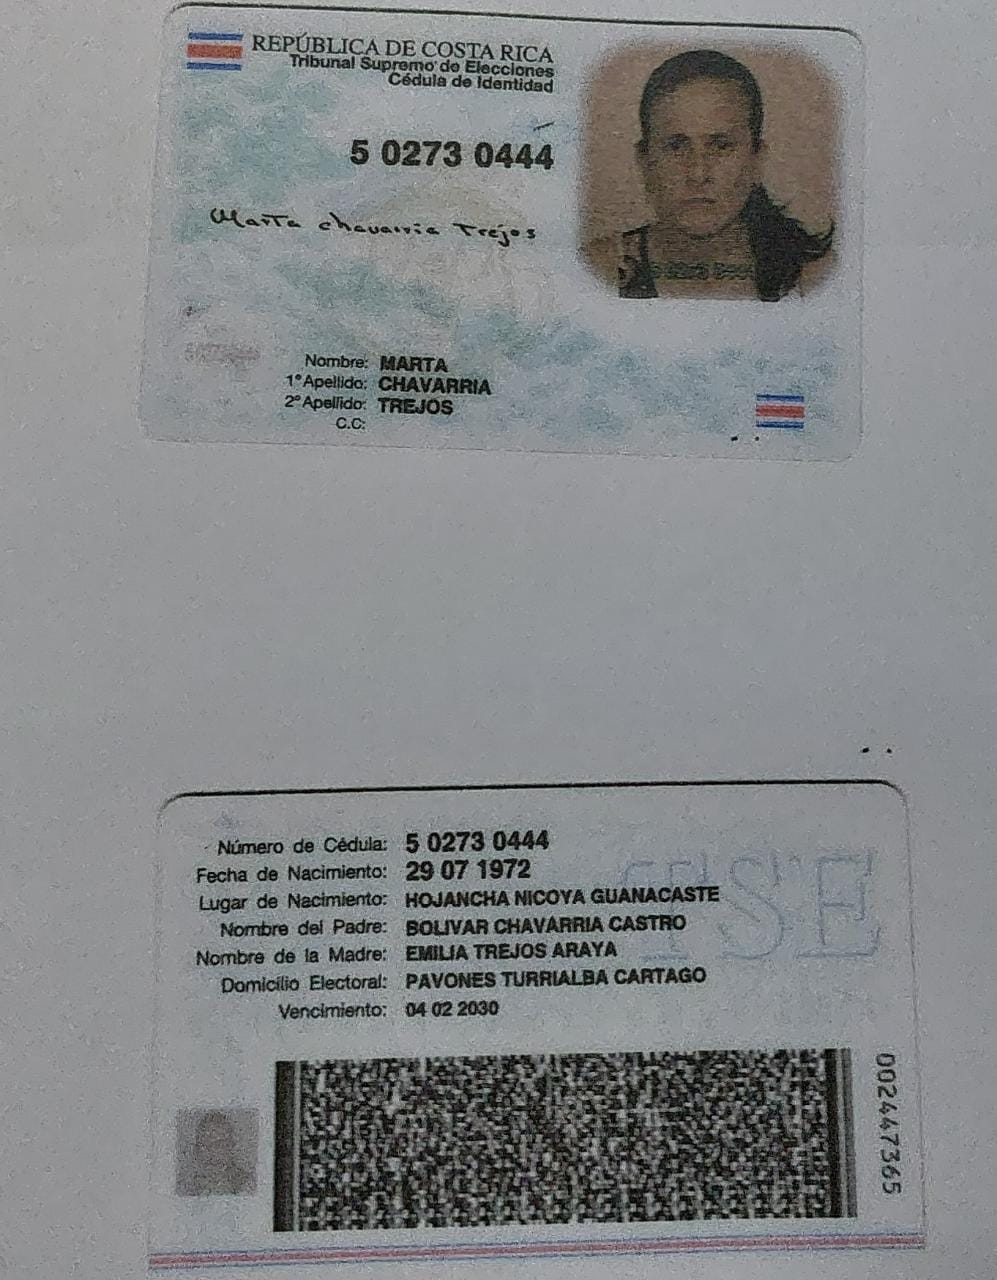 REPÚBLICA DE COSTA RICA
Tribunal Supremo de Elecciones
Cédula de Identidad
5 0273 0444
Marta chavarria Trejos
Nombre: MARTA
1°Apellido: CHAVARRIA
2°Apellido: TREJOS
C.C:
Número de Cédula: 5 0273 0444
Fecha de Nacimiento: 29 07 1972
Lugar de Nacimiento: HOJANCHA NICOYA GUANACASTE
Nombre del Padre: BOLIVAR CHAVARRIA CASTRO
Nombre de la Madre: EMILIA TREJOS ARAYA
Domicilio Electoral: PAVONES TURRIALBA CARTAGO
Vencimiento: 04 02 2030
TSE
002447365